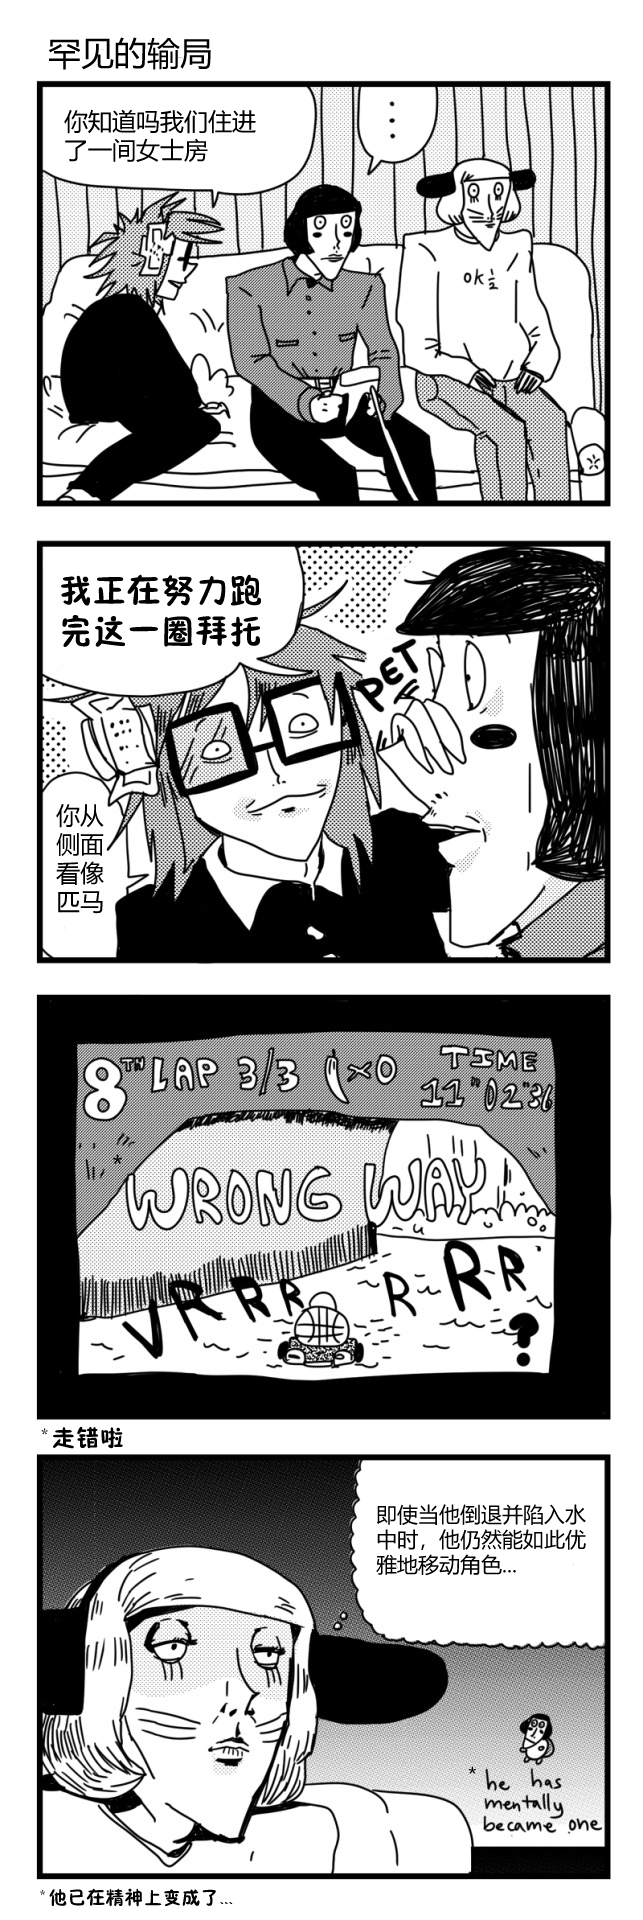 罕见的输局
你知道吗我们住进
了一间女士房
...
OK ½
我正在努力跑
完这一圈拜托
PET
你从
侧面
看像
匹马
8TH LAP 3/3 ×0 TIME
11"02"36
*
WRONG WAY
VRRR R RR
?
*走错啦
即使当他倒退并陷入水
中时，他仍然能如此优
雅地移动角色...
* he has
mentally
became one
*他已在精神上变成了...